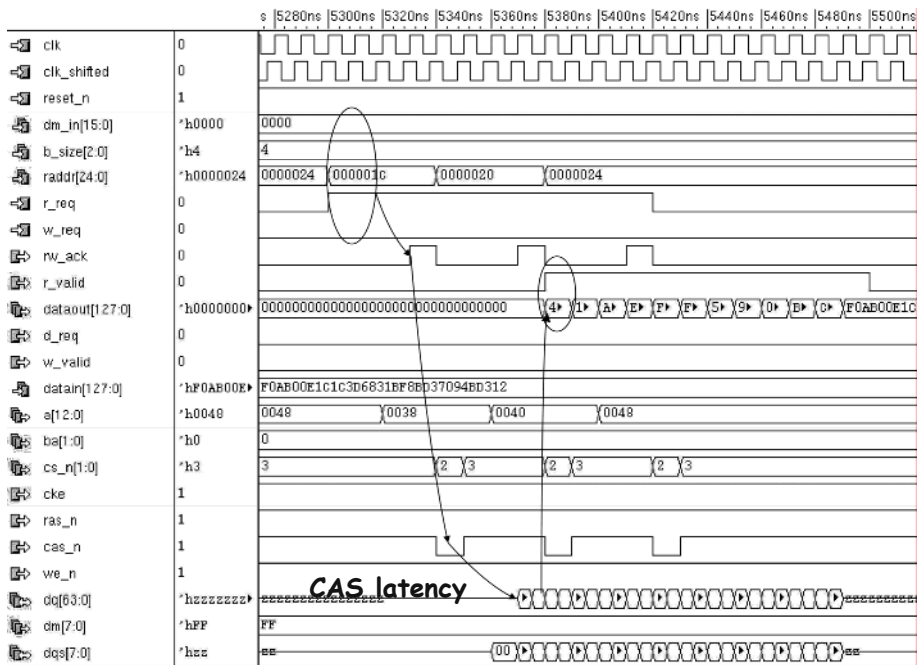 s 5280ns 5300ns 5320ns 5340ns 5360ns 5380ns 5400ns 5420ns 5440ns 5460ns 5480ns 5500ns
clk 0
clk_shifted 0
reset_n 1
dm_in[15:0] 'h0000 0000
b_size[2:0] 'h4 4
raddr[24:0] 'h0000024 0000024 000001C 0000020 0000024
r_req 0
w_req 0
rw_ack 0
r_valid 0
dataout[127:0] 'h0000000 00000000000000000000000000000000 4 1 A E F F 5 9 0 B C F0AB00E1C
d_req 0
w_valid 0
datain[127:0] 'hF0AB00E F0AB00E1C1C3D6831BF8BD37094BD312
a[12:0] 'h0048 0048 0038 0040 0048
ba[1:0] 'h0 0
cs_n[1:0] 'h3 3 2 3 2 3 2 3
cke 1
ras_n 1
cas_n 1
we_n 1
CAS latency
dq[63:0] 'hzzzzzzz
dm[7:0] 'hFF FF
dqs[7:0] 'hzz zz 00 zz